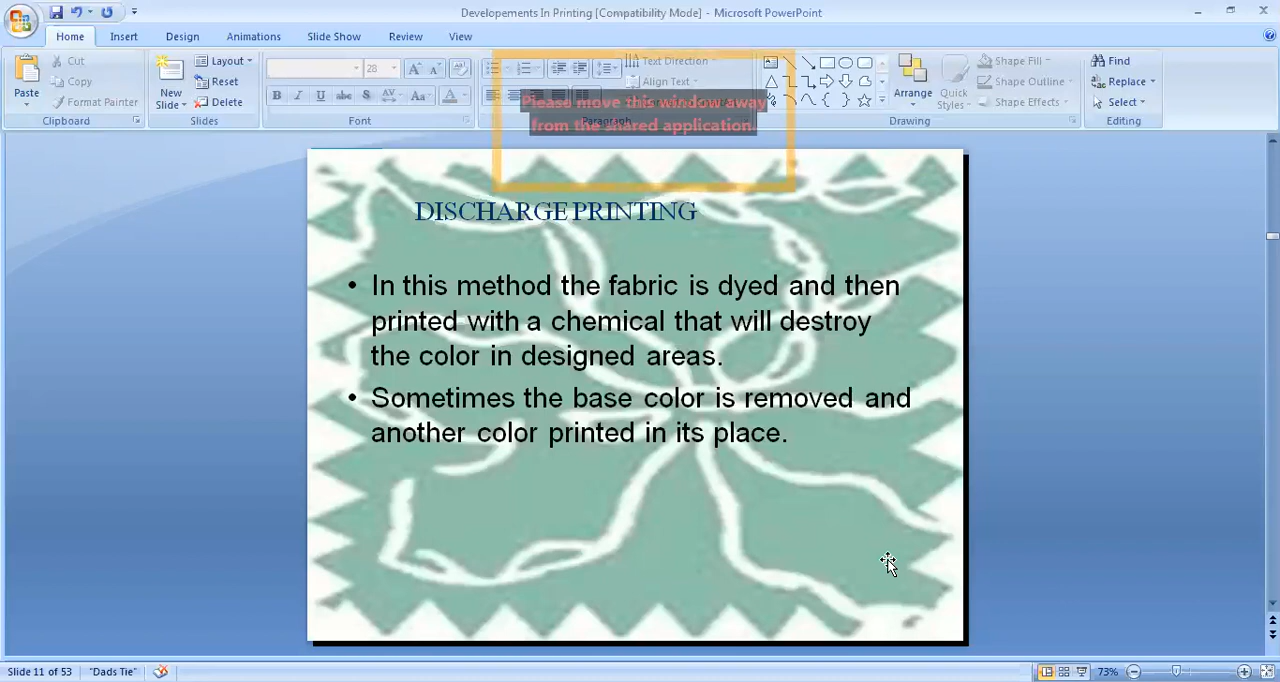 Developements In Printing [Compatibility Mode] - Microsoft PowerPoint
Home Insert Design Animations Slide Show Review View
Paste
Cut
Copy
Format Painter
Clipboard
New
Slide
Layout
Reset
Delete
Slides
28
B I U abc S AV Aa A
Font
Text Direction
Align Text
Paragraph
Please move this window away
from the shared application.
Arrange
Quick
Styles
Shape Fill
Shape Outline
Shape Effects
Drawing
Find
Replace
Select
Editing
DISCHARGE PRINTING
• In this method the fabric is dyed and then
printed with a chemical that will destroy
the color in designed areas.
• Sometimes the base color is removed and
another color printed in its place.
Slide 11 of 53 "Dads Tie" 73%